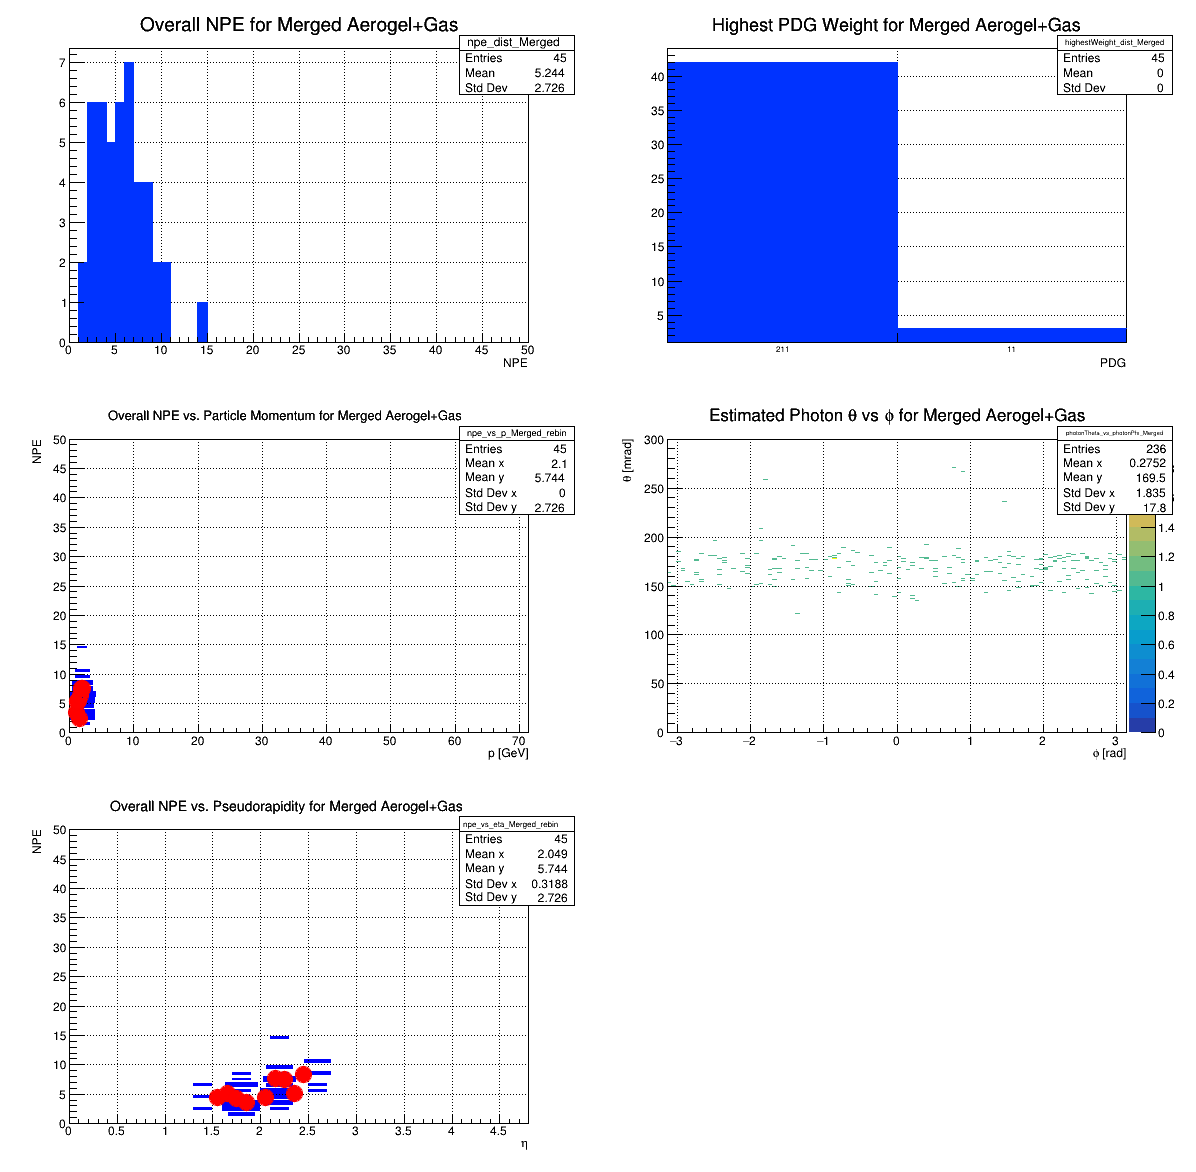 Overall NPE for Merged Aerogel+Gas
npe_dist_Merged
Entries 45
Mean 5.244
Std Dev 2.726
7
6
5
4
3
2
1
0
0 5 10 15 20 25 30 35 40 45 50
NPE
Highest PDG Weight for Merged Aerogel+Gas
highestWeight_dist_Merged
Entries 45
Mean 0
Std Dev 0
40
35
30
25
20
15
10
5
211 11
PDG
Overall NPE vs. Particle Momentum for Merged Aerogel+Gas
npe_vs_p_Merged_rebin
Entries 45
Mean x 2.1
Mean y 5.744
Std Dev x 0
Std Dev y 2.726
NPE
50
45
40
35
30
25
20
15
10
5
0
0 10 20 30 40 50 60 70
p [GeV]
Estimated Photon θ vs ϕ for Merged Aerogel+Gas
photonTheta_vs_photonPhi_Merged
Entries 236
Mean x 0.2752
Mean y 169.5
Std Dev x 1.835
Std Dev y 17.8
θ [mrad]
300
250
200
150
100
50
0
−3 −2 −1 0 1 2 3
ϕ [rad]
1.4
1.2
1
0.8
0.6
0.4
0.2
0
Overall NPE vs. Pseudorapidity for Merged Aerogel+Gas
npe_vs_eta_Merged_rebin
Entries 45
Mean x 2.049
Mean y 5.744
Std Dev x 0.3188
Std Dev y 2.726
NPE
50
45
40
35
30
25
20
15
10
5
0
0 0.5 1 1.5 2 2.5 3 3.5 4 4.5
η